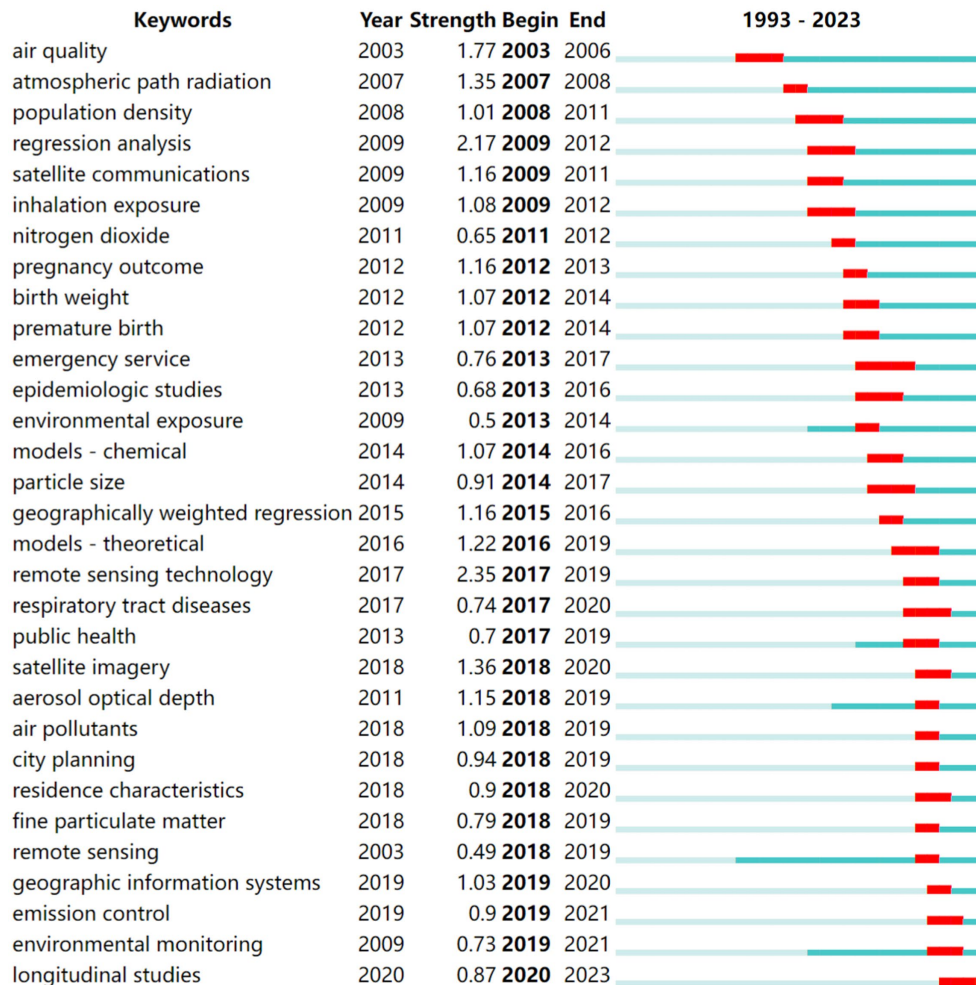 Keywords Year Strength Begin End 1993 - 2023
air quality 2003 1.77 2003 2006
atmospheric path radiation 2007 1.35 2007 2008
population density 2008 1.01 2008 2011
regression analysis 2009 2.17 2009 2012
satellite communications 2009 1.16 2009 2011
inhalation exposure 2009 1.08 2009 2012
nitrogen dioxide 2011 0.65 2011 2012
pregnancy outcome 2012 1.16 2012 2013
birth weight 2012 1.07 2012 2014
premature birth 2012 1.07 2012 2014
emergency service 2013 0.76 2013 2017
epidemiologic studies 2013 0.68 2013 2016
environmental exposure 2009 0.5 2013 2014
models - chemical 2014 1.07 2014 2016
particle size 2014 0.91 2014 2017
geographically weighted regression 2015 1.16 2015 2016
models - theoretical 2016 1.22 2016 2019
remote sensing technology 2017 2.35 2017 2019
respiratory tract diseases 2017 0.74 2017 2020
public health 2013 0.7 2017 2019
satellite imagery 2018 1.36 2018 2020
aerosol optical depth 2011 1.15 2018 2019
air pollutants 2018 1.09 2018 2019
city planning 2018 0.94 2018 2019
residence characteristics 2018 0.9 2018 2020
fine particulate matter 2018 0.79 2018 2019
remote sensing 2003 0.49 2018 2019
geographic information systems 2019 1.03 2019 2020
emission control 2019 0.9 2019 2021
environmental monitoring 2009 0.73 2019 2021
longitudinal studies 2020 0.87 2020 2023